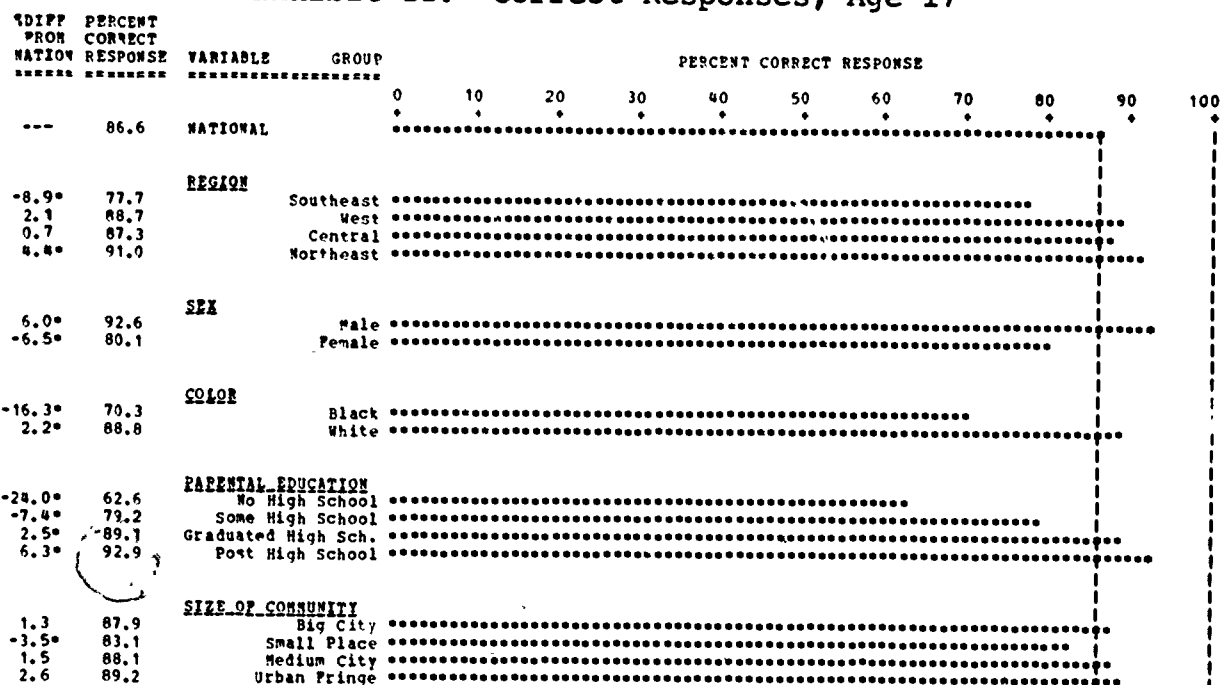 Correct Responses, Age 17
%DIFF PERCENT
FROM CORRECT
NATION RESPONSE VARIABLE GROUP PERCENT CORRECT RESPONSE
0 10 20 30 40 50 60 70 80 90 100
--- 86.6 NATIONAL
REGION
-8.9* 77.7 Southeast
2.1 88.7 West
0.7 87.3 Central
4.4* 91.0 Northeast
SEX
6.0* 92.6 Male
-6.5* 80.1 Female
COLOR
-16.3* 70.3 Black
2.2* 88.8 White
PARENTAL EDUCATION
-24.0* 62.6 No High School
-7.4* 79.2 Some High School
2.5* 89.1 Graduated High Sch.
6.3* 92.9 Post High School
SIZE OF COMMUNITY
1.3 87.9 Big City
-3.5* 83.1 Small Place
1.5 88.1 Medium City
2.6 89.2 Urban Fringe